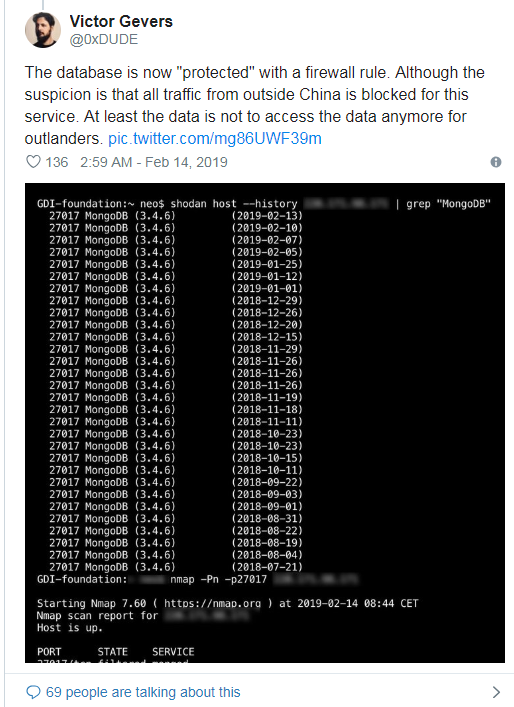 Victor Gevers
@0xDUDE
The database is now "protected" with a firewall rule. Although the
suspicion is that all traffic from outside China is blocked for this
service. At least the data is not to access the data anymore for
outlanders. pic.twitter.com/mg86UWF39m
136 2:59 AM - Feb 14, 2019
GDI-foundation:~ neo$ shodan host --history | grep "MongoDB"
27017 MongoDB (3.4.6) (2019-02-13)
27017 MongoDB (3.4.6) (2019-02-10)
27017 MongoDB (3.4.6) (2019-02-07)
27017 MongoDB (3.4.6) (2019-02-05)
27017 MongoDB (3.4.6) (2019-01-25)
27017 MongoDB (3.4.6) (2019-01-12)
27017 MongoDB (3.4.6) (2019-01-01)
27017 MongoDB (3.4.6) (2018-12-29)
27017 MongoDB (3.4.6) (2018-12-26)
27017 MongoDB (3.4.6) (2018-12-20)
27017 MongoDB (3.4.6) (2018-12-15)
27017 MongoDB (3.4.6) (2018-11-29)
27017 MongoDB (3.4.6) (2018-11-26)
27017 MongoDB (3.4.6) (2018-11-26)
27017 MongoDB (3.4.6) (2018-11-26)
27017 MongoDB (3.4.6) (2018-11-19)
27017 MongoDB (3.4.6) (2018-11-18)
27017 MongoDB (3.4.6) (2018-11-11)
27017 MongoDB (3.4.6) (2018-10-23)
27017 MongoDB (3.4.6) (2018-10-23)
27017 MongoDB (3.4.6) (2018-10-15)
27017 MongoDB (3.4.6) (2018-10-11)
27017 MongoDB (3.4.6) (2018-09-22)
27017 MongoDB (3.4.6) (2018-09-03)
27017 MongoDB (3.4.6) (2018-09-01)
27017 MongoDB (3.4.6) (2018-08-31)
27017 MongoDB (3.4.6) (2018-08-22)
27017 MongoDB (3.4.6) (2018-08-19)
27017 MongoDB (3.4.6) (2018-08-04)
27017 MongoDB (3.4.6) (2018-07-21)
GDI-foundation: nmap -Pn -p27017
Starting Nmap 7.60 ( https://nmap.org ) at 2019-02-14 08:44 CET
Nmap scan report for
Host is up.
PORT STATE SERVICE
27017/tcp filtered mongod
69 people are talking about this